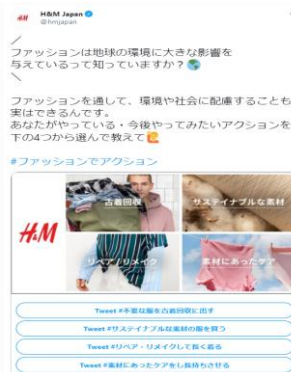 H&M Japan
@hmjapan
／
ファッションは地球の環境に大きな影響を
与えているって知っていますか？🌏
＼
ファッションを通して、環境や社会に配慮することも
実はできるんです。
あなたがやっている・今後やってみたいアクションを
下の4つから選んで教えて🙋
#ファッションでアクション
古着回収
サステイナブルな素材
H&M
リペア/リメイク
素材にあったケア
Tweet #不要な服を古着回収に出す
Tweet #サステイナブルな素材の服を買う
Tweet #リペア・リメイクして長く着る
Tweet #素材にあったケアをし長持ちさせる